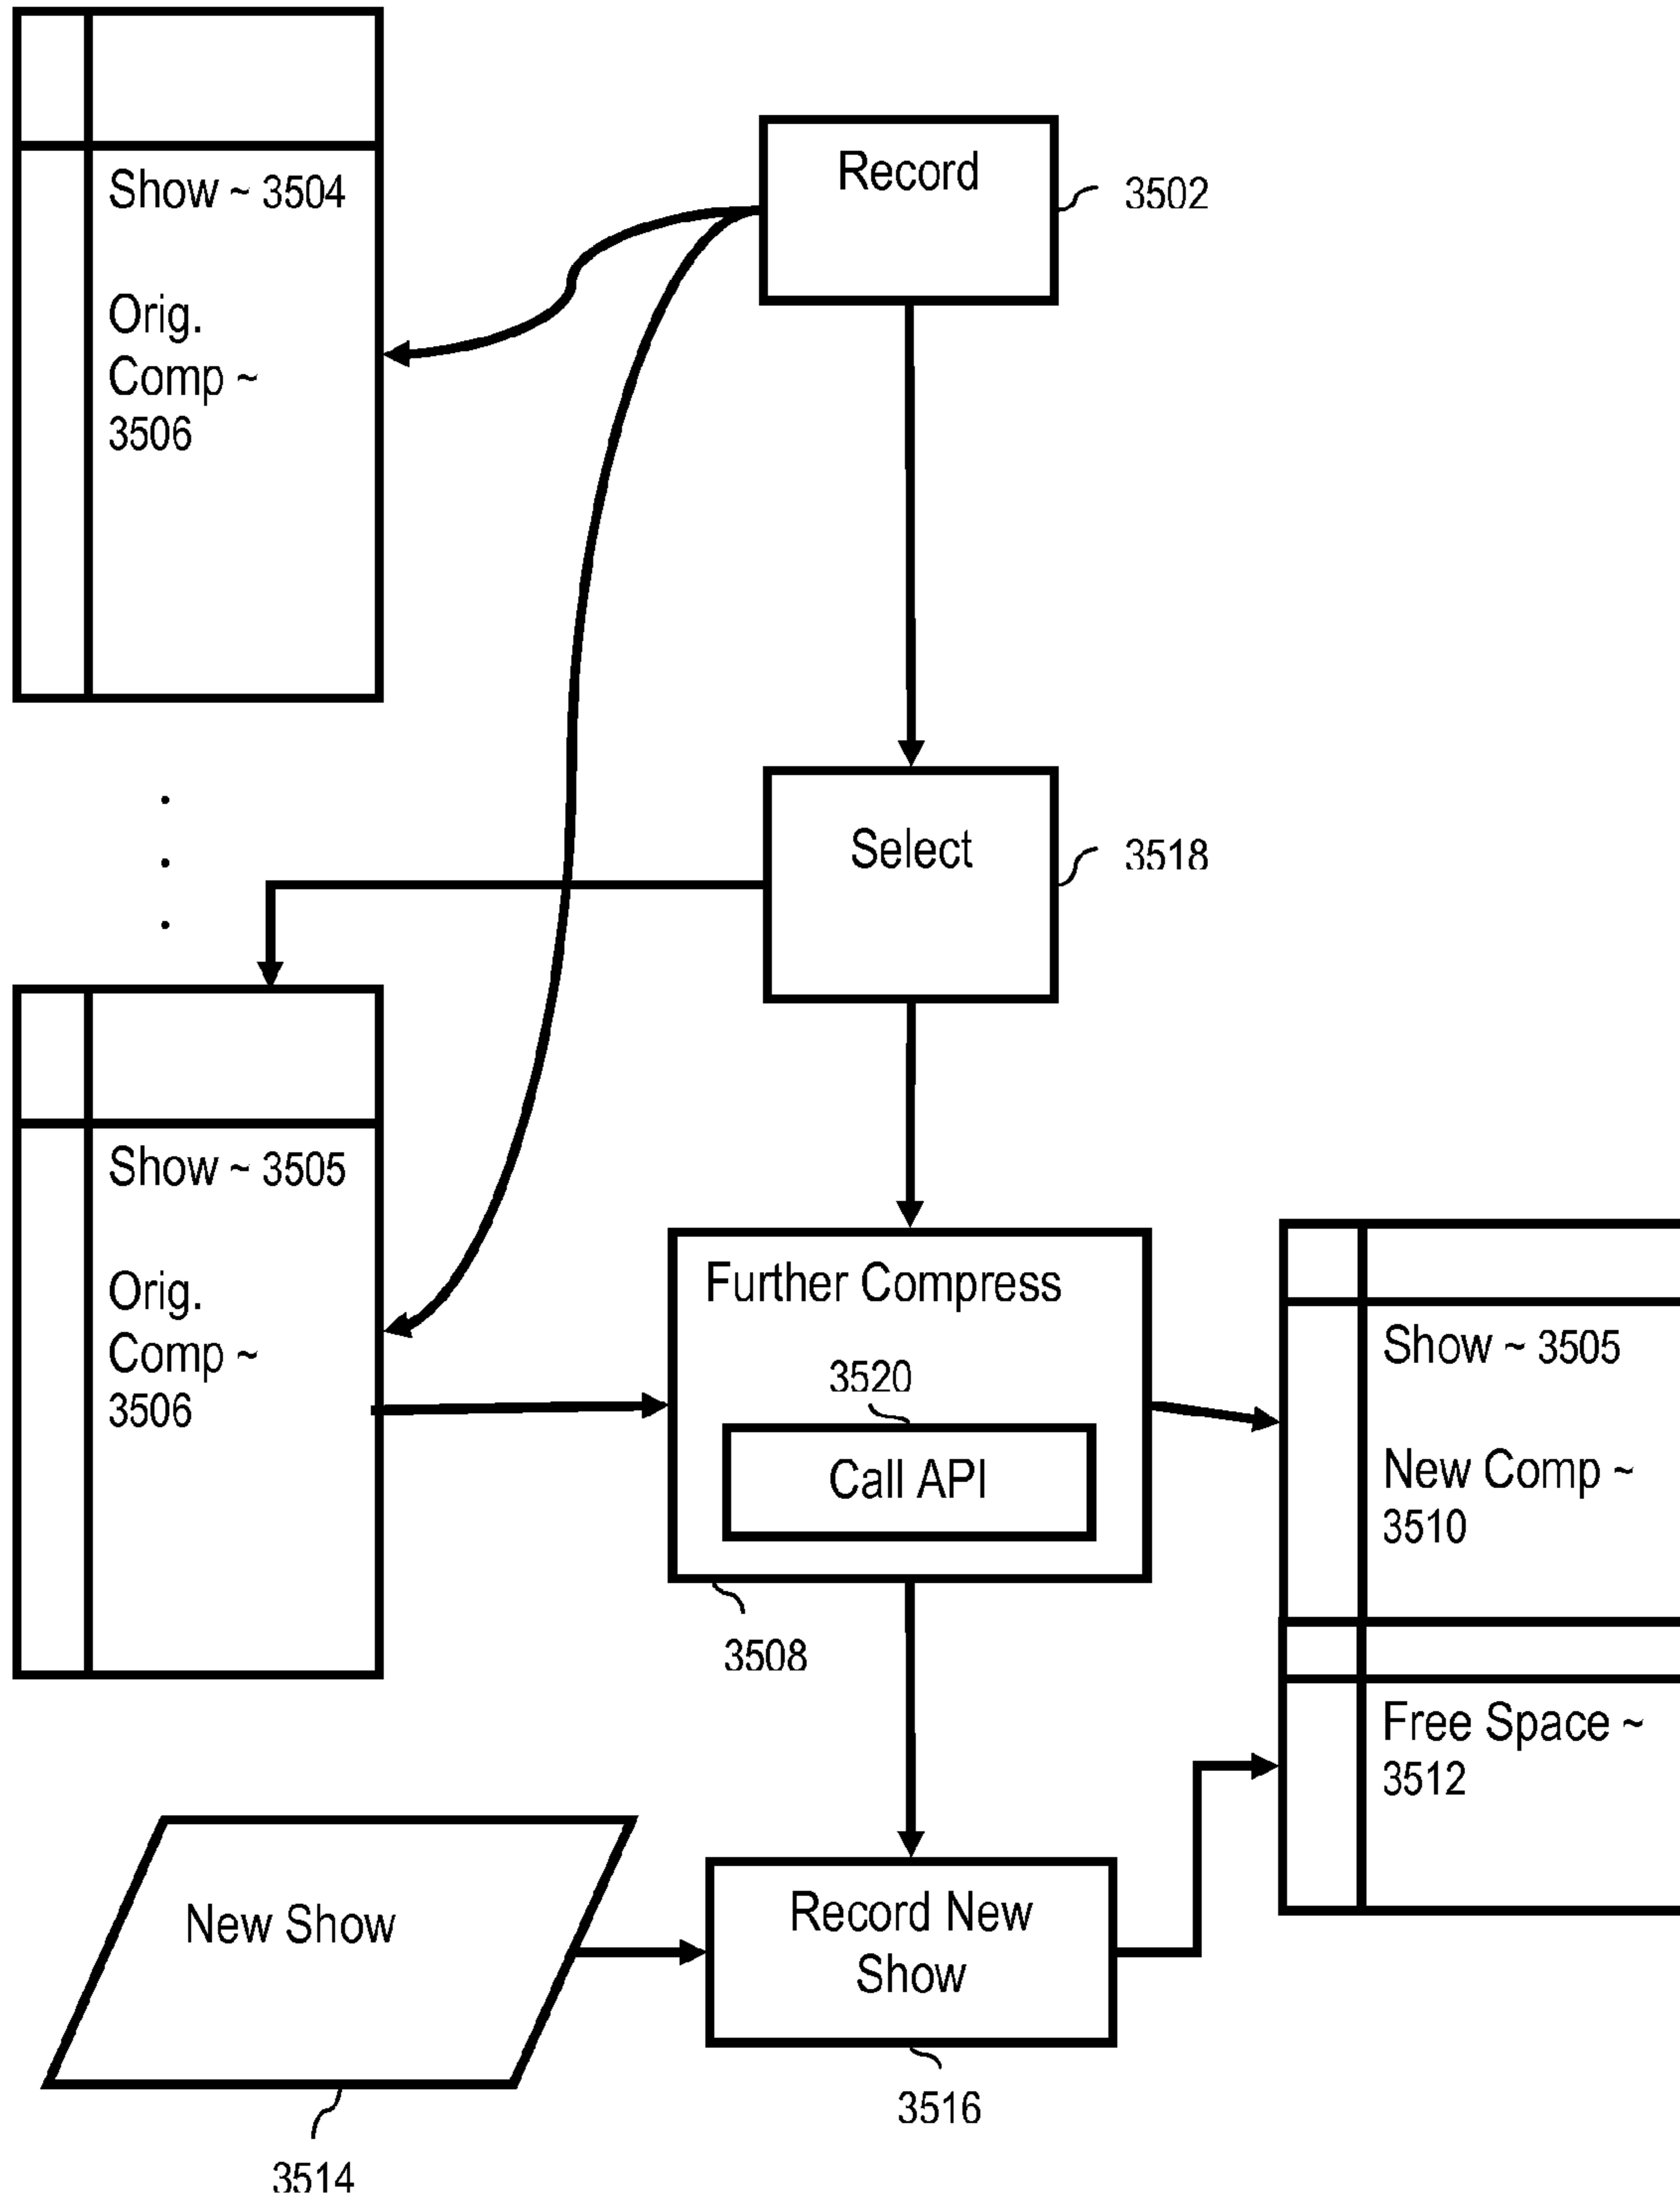 Show ~ 3504
Orig.
Comp ~
3506
Record
3502
Select
3518
Show ~ 3505
Orig.
Comp ~
3506
Further Compress
3520
Call API
3508
Show ~ 3505
New Comp ~
3510
Free Space ~
3512
New Show
3514
Record New
Show
3516